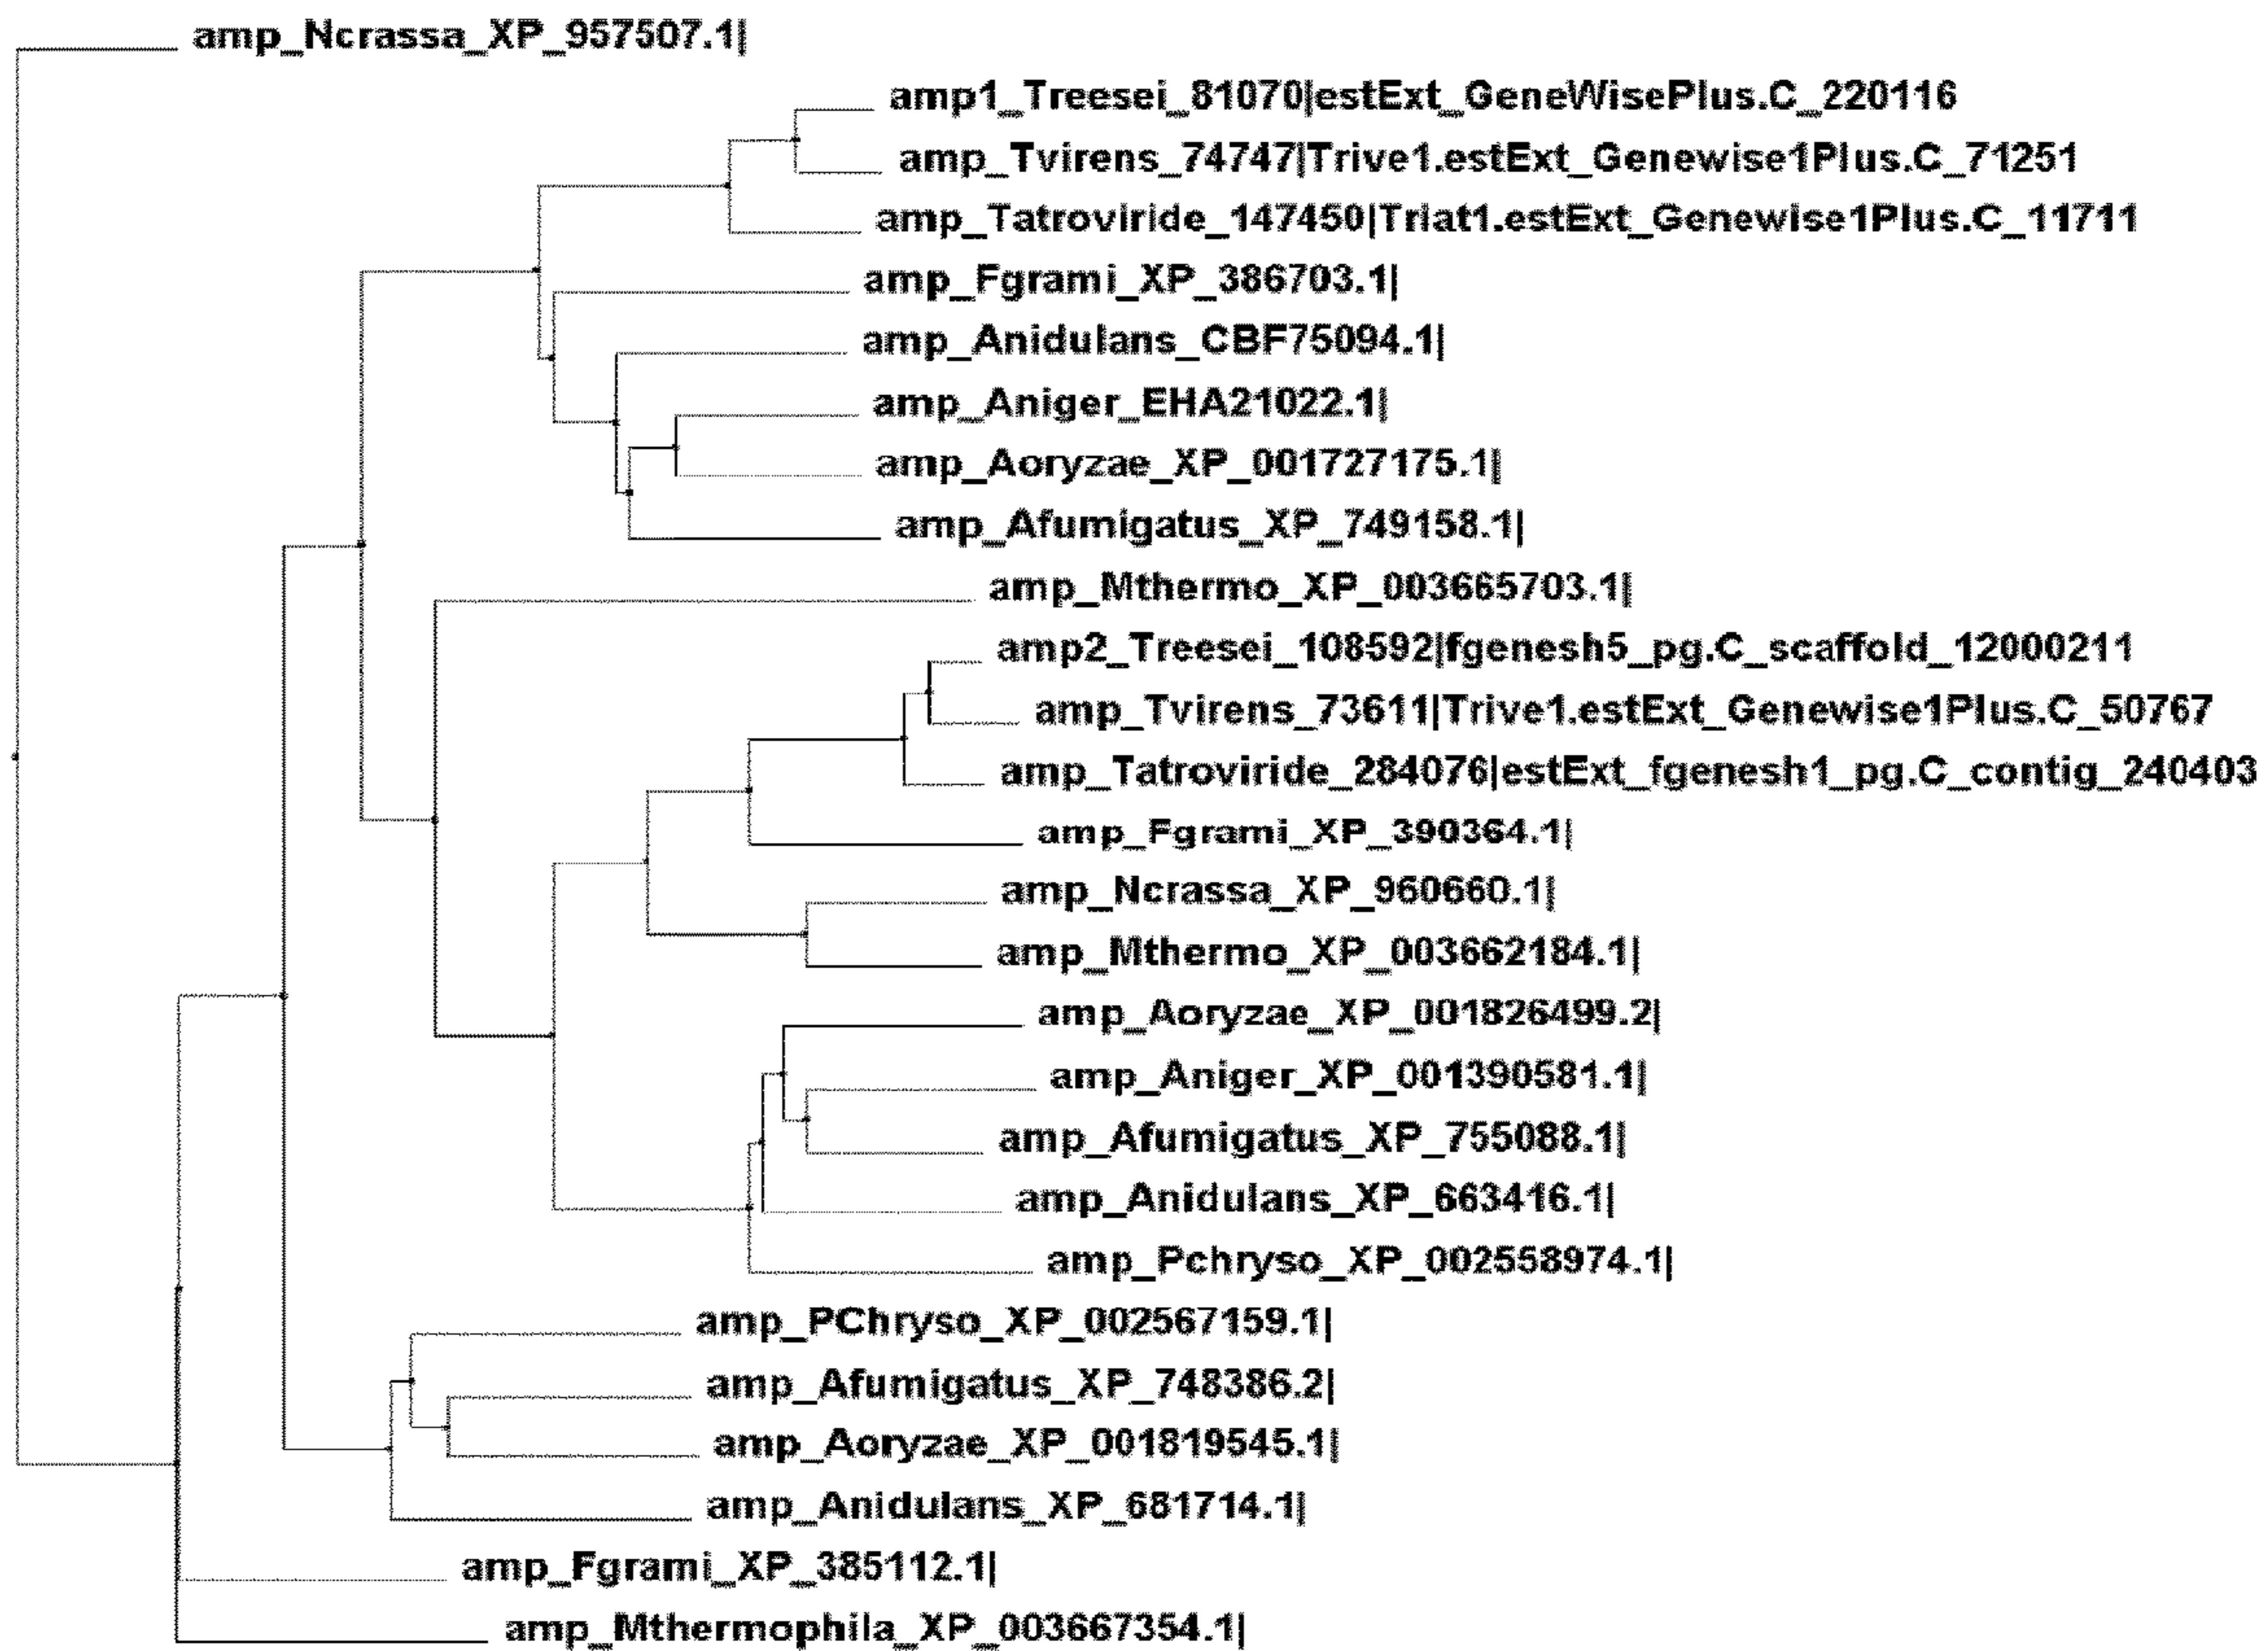 amp_Ncrassa_XP_957507.1|
amp1_Treesei_81070|estExt_GeneWisePlus.C_220116
amp_Tvirens_74747|Trive1.estExt_Genewise1Plus.C_71251
amp_Tatroviride_147450|Triat1.estExt_Genewise1Plus.C_11711
amp_Fgrami_XP_386703.1|
amp_Anidulans_CBF75094.1|
amp_Aniger_EHA21022.1|
amp_Aoryzae_XP_001727175.1|
amp_Afumigatus_XP_749158.1|
amp_Mthermo_XP_003665703.1|
amp2_Treesei_108592|fgenesh5_pg.C_scaffold_12000211
amp_Tvirens_73611|Trive1.estExt_Genewise1Plus.C_50767
amp_Tatroviride_284076|estExt_fgenesh1_pg.C_contig_240403
amp_Fgrami_XP_390364.1|
amp_Ncrassa_XP_960660.1|
amp_Mthermo_XP_003662184.1|
amp_Aoryzae_XP_001826499.2|
amp_Aniger_XP_001390581.1|
amp_Afumigatus_XP_755088.1|
amp_Anidulans_XP_663416.1|
amp_Pchryso_XP_002558974.1|
amp_PChryso_XP_002567159.1|
amp_Afumigatus_XP_748386.2|
amp_Aoryzae_XP_001819545.1|
amp_Anidulans_XP_681714.1|
amp_Fgrami_XP_385112.1|
amp_Mthermophila_XP_003667354.1|